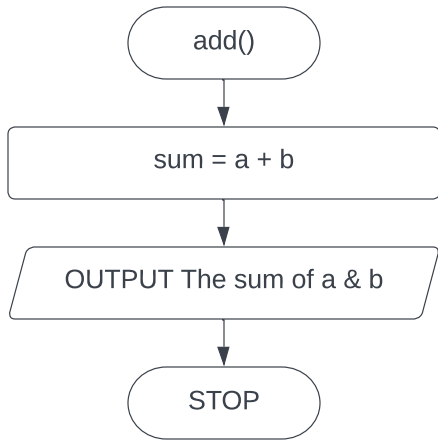 add()
sum = a + b
OUTPUT The sum of a & b
STOP